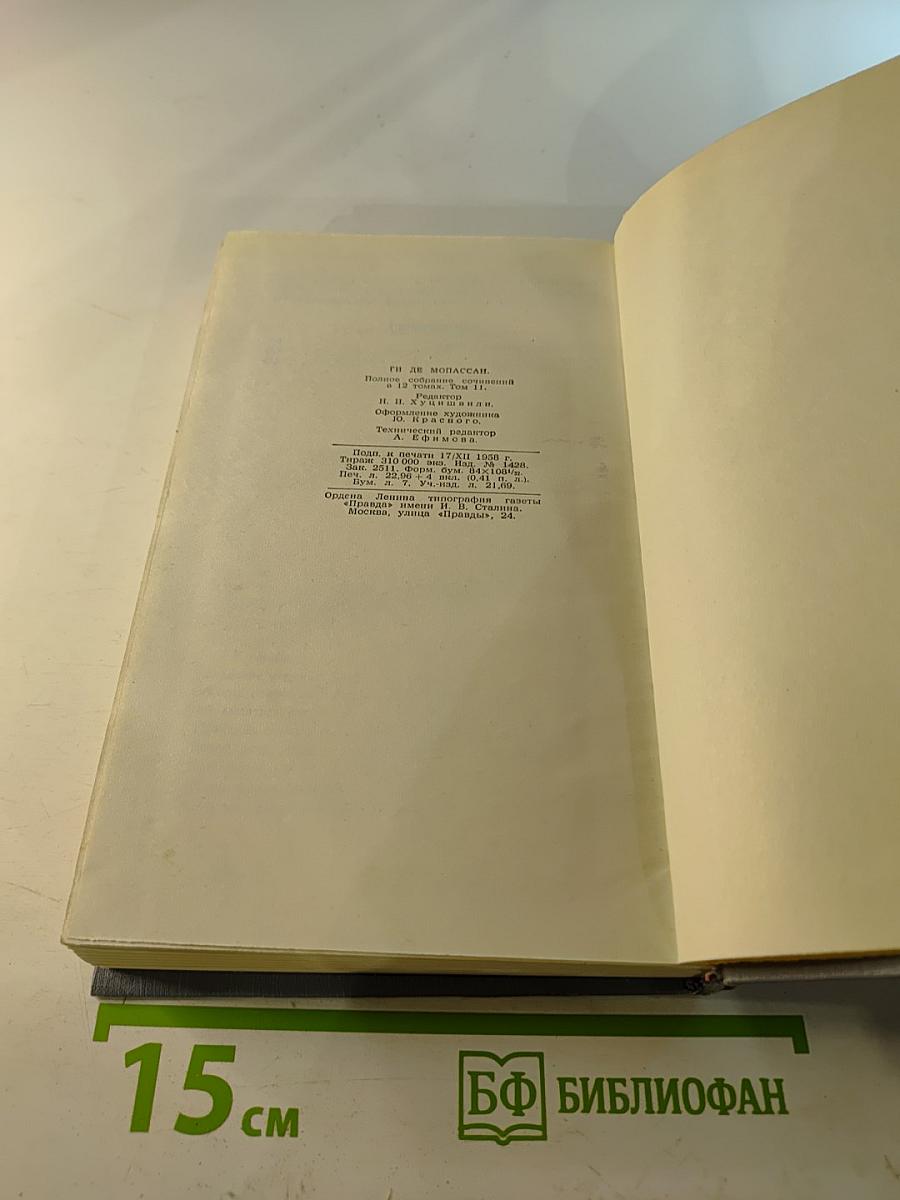 ГИ ДЕ МОПАССАН.
Полное собрание сочинений
в 12 томах. Том 11.
Редактор
Н. П. Хуцишвили.
Оформление художника
Ю. Красного.
Технический редактор
А. Ефимова.
Подп. к печати 17/XII 1958 г.
Тираж 310 000 экз. Изд. № 1428.
Зак. 2511. Форм. бум. 84×108¹/₃₂.
Печ. л. 22,96 + 4 вкл. (0,41 п. л.).
Бум. л. 7. Уч.-изд. л. 21,69.
Ордена Ленина типография газеты
«Правда» имени И. В. Сталина.
Москва, улица «Правды», 24.
15 см
БФ БИБЛИОФАН